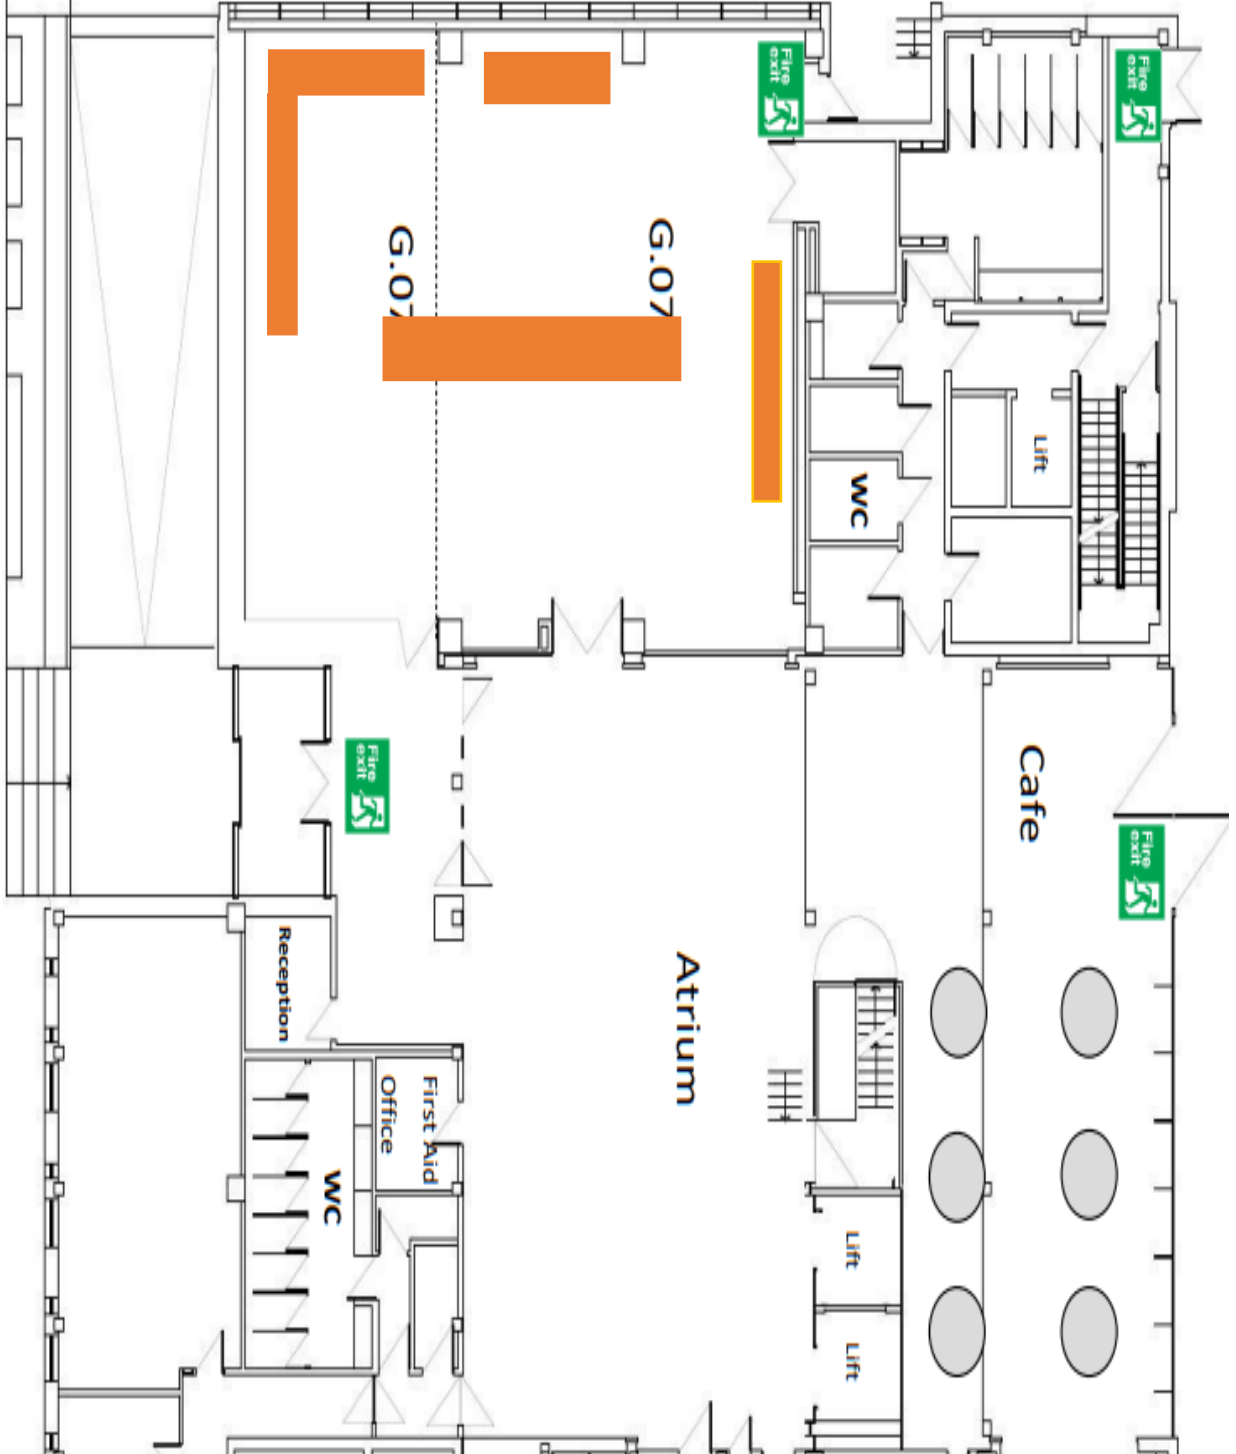 Fire
exit
Fire
exit
G.07
G.07
Lift
WC
Fire
exit
Cafe
Fire
exit
Reception
Atrium
First Aid
Office
WC
Lift
Lift